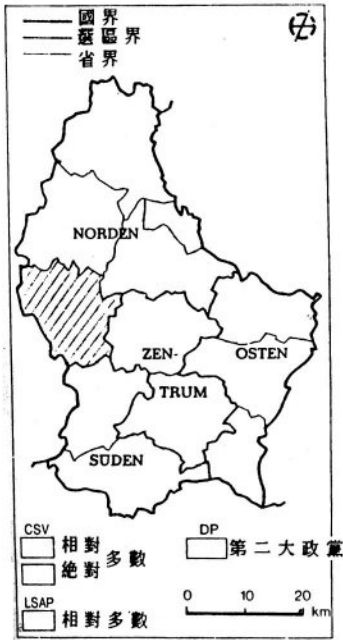 國界
選區界
省界
NORDEN
ZEN-
OSTEN
TRUM
SÜDEN
CSV
相對
絕對
多數
DP
第二大政黨
LSAP
相對多數
0 10 20
km